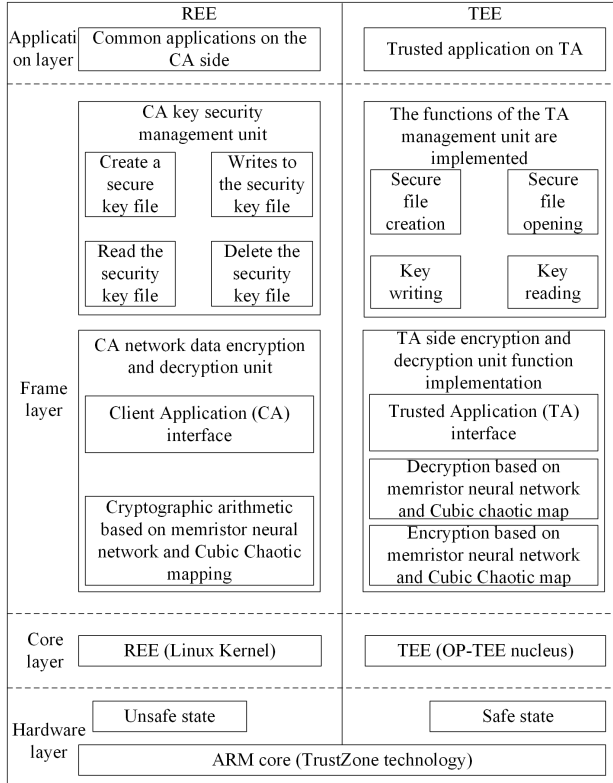 REE
TEE
Applicati
on layer
Common applications on the
CA side
Trusted application on TA
Frame
layer
CA key security
management unit
Create a
secure
key file
Writes to
the security
key file
Read the
security
key file
Delete the
security
key file
The functions of the TA
management unit are
implemented
Secure
file
creation
Secure
file
opening
Key
writing
Key
reading
CA network data encryption
and decryption unit
Client Application (CA)
interface
Cryptographic arithmetic
based on memristor neural
network and Cubic Chaotic
mapping
TA side encryption and
decryption unit function
implementation
Trusted Application (TA)
interface
Decryption based on
memristor neural network
and Cubic chaotic map
Encryption based on
memristor neural network
and Cubic Chaotic map
Core
layer
REE (Linux Kernel)
TEE (OP-TEE nucleus)
Hardware
layer
Unsafe state
Safe state
ARM core (TrustZone technology)